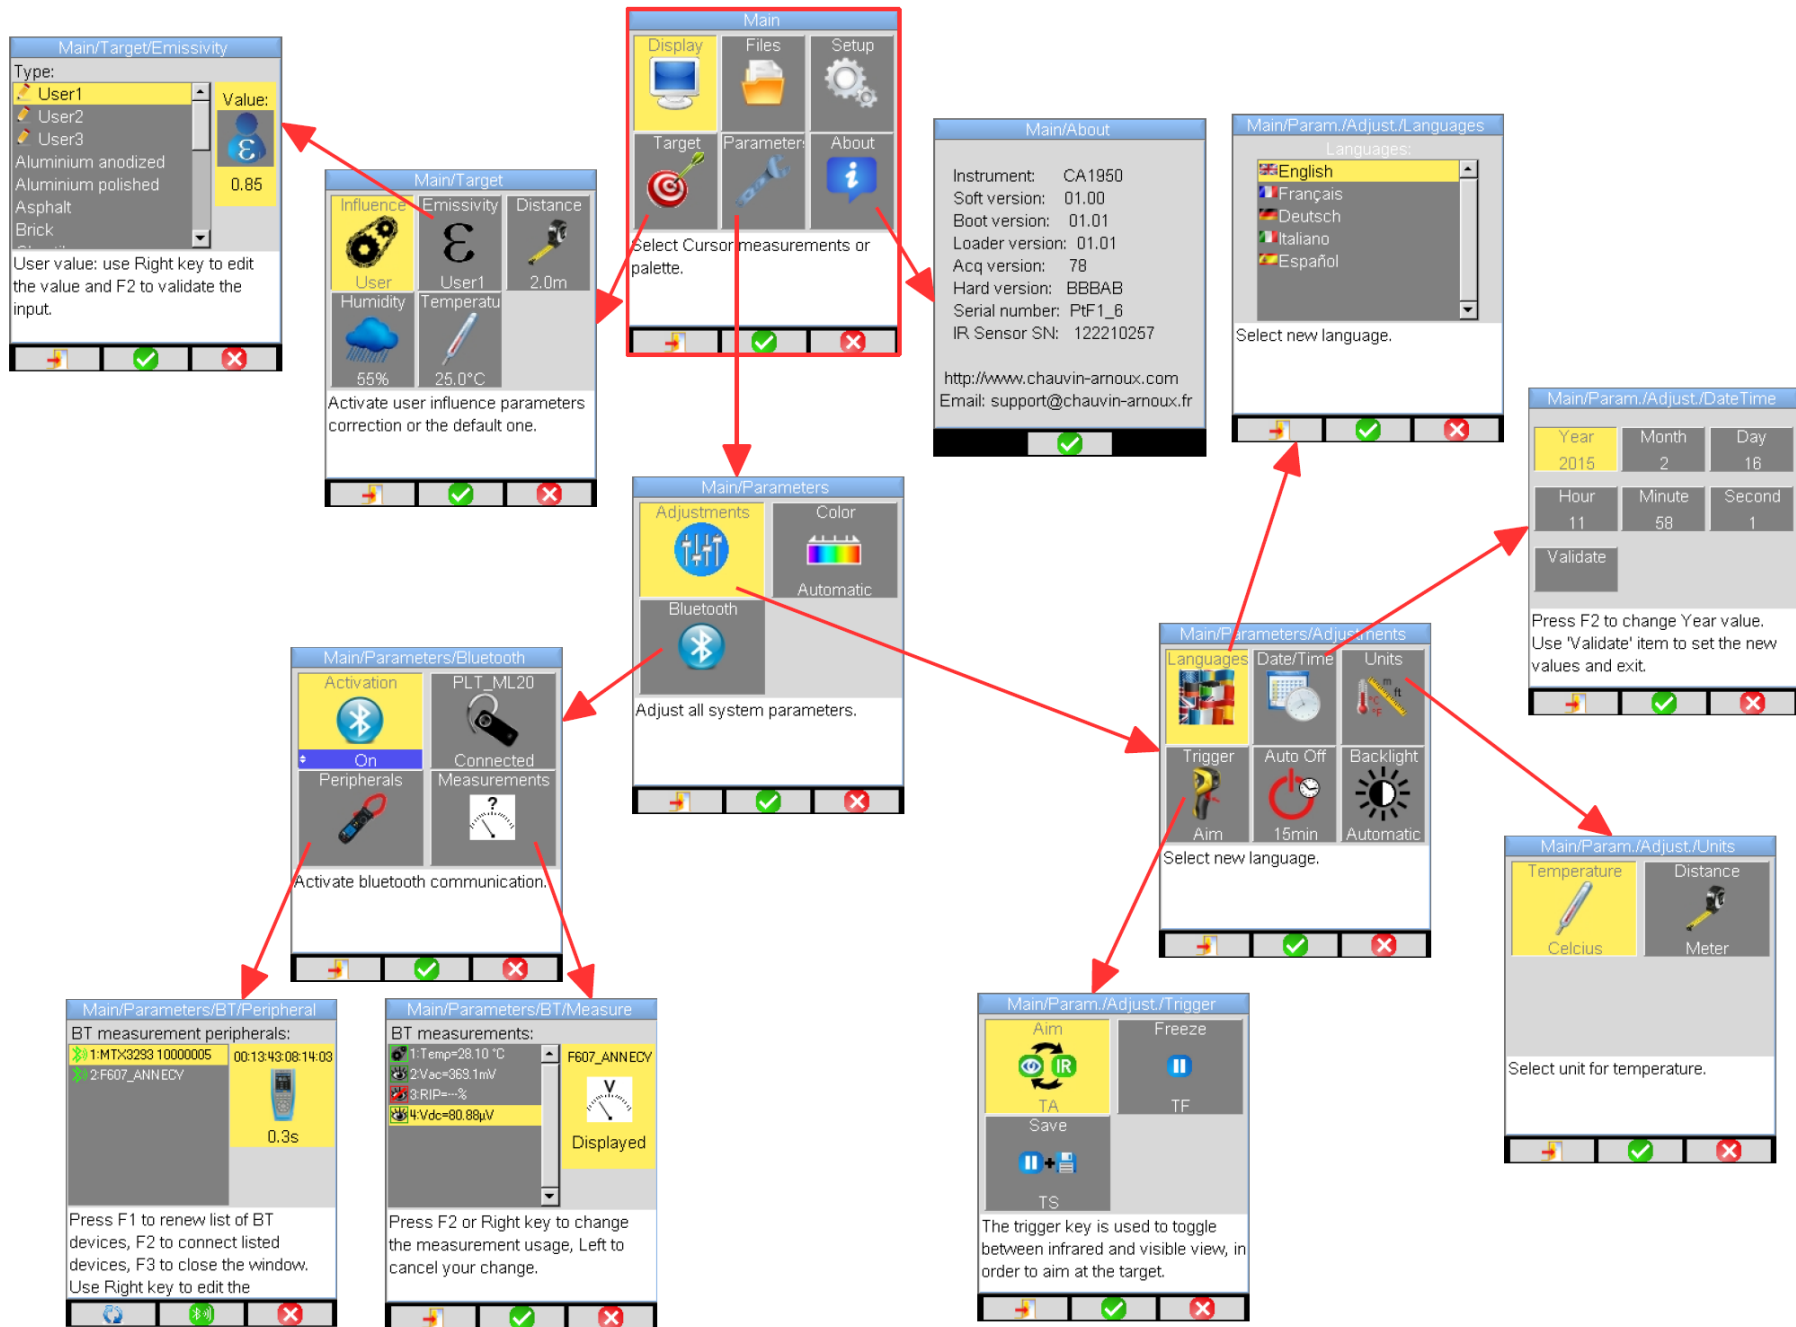 Main/Target/Emissivity
Type:
User1
User2
User3
Aluminium anodized
Aluminium polished
Asphalt
Brick
Value:
ε
0.85
User value: use Right key to edit
the value and F2 to validate the
input.
Main/Target
Influence
User
Emissivity
ε
User1
Distance
2.0m
Humidity
55%
Temperatu
25.0°C
Activate user influence parameters
correction or the default one.
Main
Display
Files
Setup
Target
Parameter
About
Select Cursor measurements or
palette.
Main/About
Instrument: CA1950
Soft version: 01.00
Boot version: 01.01
Loader version: 01.01
Acq version: 78
Hard version: BBBAB
Serial number: PtF1_6
IR Sensor SN: 122210257
http://www.chauvin-arnoux.com
Email: support@chauvin-arnoux.fr
Main/Param./Adjust./Languages
Languages:
English
Français
Deutsch
Italiano
Español
Select new language.
Main/Param./Adjust./DateTime
Year
2015
Month
2
Day
16
Hour
11
Minute
58
Second
1
Validate
Press F2 to change Year value.
Use 'Validate' item to set the new
values and exit.
Main/Parameters
Adjustments
Color
Automatic
Bluetooth
Adjust all system parameters.
Main/Parameters/Bluetooth
Activation
On
PLT_ML20
Connected
Peripherals
Measurements
?
Activate bluetooth communication.
Main/Parameters/Adjustments
Languages
Date/Time
Units
m
ft
°C
°F
Trigger
Aim
Auto Off
15min
Backlight
Automatic
Select new language.
Main/Param./Adjust./Units
Temperature
Celcius
Distance
Meter
Select unit for temperature.
Main/Parameters/BT/Peripheral
BT measurement peripherals:
1:MTX3293 10000005
2:F607_ANNECY
00:13:43:08:14:03
0.3s
Press F1 to renew list of BT
devices, F2 to connect listed
devices, F3 to close the window.
Use Right key to edit the
Main/Parameters/BT/Measure
BT measurements:
1:Temp=28.10 °C
2:Vac=369.1mV
3:RIP=---%
4:Vdc=80.88µV
F607_ANNECY
V
Displayed
Press F2 or Right key to change
the measurement usage, Left to
cancel your change.
Main/Param./Adjust./Trigger
Aim
IR
TA
Freeze
TF
Save
TS
The trigger key is used to toggle
between infrared and visible view, in
order to aim at the target.